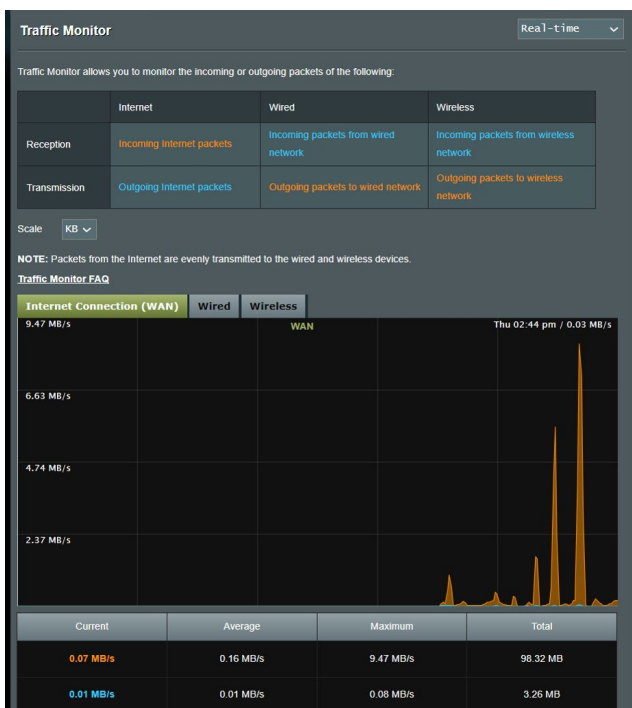 Traffic Monitor
Real-time
Traffic Monitor allows you to monitor the incoming or outgoing packets of the following:
Internet Wired Wireless
Reception Incoming Internet packets Incoming packets from wired network Incoming packets from wireless network
Transmission Outgoing Internet packets Outgoing packets to wired network Outgoing packets to wireless network
Scale KB
NOTE: Packets from the Internet are evenly transmitted to the wired and wireless devices.
Traffic Monitor FAQ
Internet Connection (WAN) Wired Wireless
9.47 MB/s WAN Thu 02:44 pm / 0.03 MB/s
6.63 MB/s
4.74 MB/s
2.37 MB/s
Current Average Maximum Total
0.07 MB/s 0.16 MB/s 9.47 MB/s 98.32 MB
0.01 MB/s 0.01 MB/s 0.08 MB/s 3.26 MB